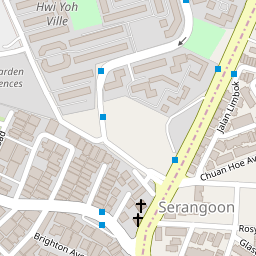 Hwi Yoh
Ville
arden
ences
Jalan Limbok
Chuan Hoe Av
Serangoon
Rosy
Glas
Brighton Ave